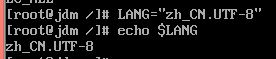 [root@jdm /]# LANG="zh_CN.UTF-8"
[root@jdm /]# echo $LANG
zh_CN.UTF-8